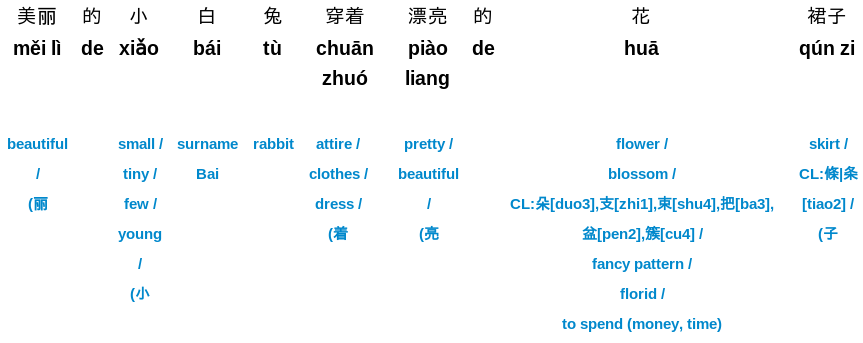 美丽 的 小 白 兔 穿着 漂亮 的 花 裙子
měi lì de xiǎo bái tù chuān piào de huā qún zi
zhuó liang
beautiful small / surname rabbit attire / pretty / flower / skirt /
/ tiny / Bai clothes / beautiful blossom / CL:條|条
(丽 few / dress / / CL:朵[duo3],支[zhi1],束[shu4],把[ba3], [tiao2] /
young (着 (亮 盆[pen2],簇[cu4] / (子
/ fancy pattern /
(小 florid /
to spend (money, time)